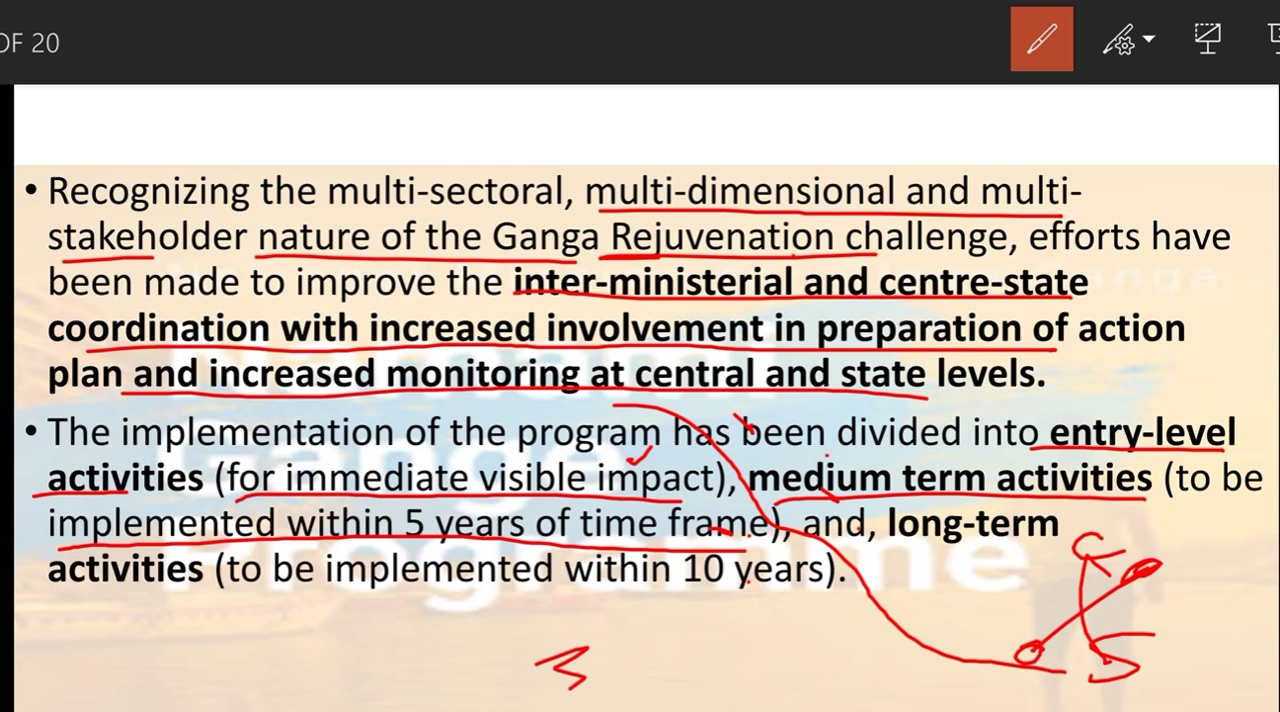 OF 20
• Recognizing the multi-sectoral, multi-dimensional and multi-
stakeholder nature of the Ganga Rejuvenation challenge, efforts have
been made to improve the inter-ministerial and centre-state
coordination with increased involvement in preparation of action
plan and increased monitoring at central and state levels.
• The implementation of the program has been divided into entry-level
activities (for immediate visible impact), medium term activities (to be
implemented within 5 years of time frame), and, long-term
activities (to be implemented within 10 years).
Namami
Gange
Programme